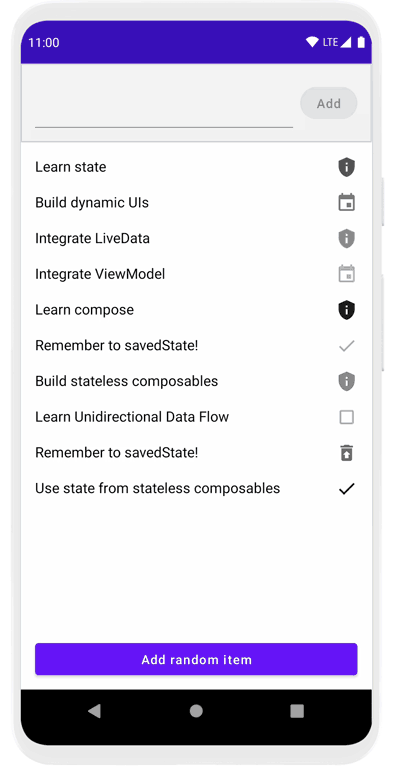 11:00 LTE
Add
Learn state
Build dynamic UIs
Integrate LiveData
Integrate ViewModel
Learn compose
Remember to savedState!
Build stateless composables
Learn Unidirectional Data Flow
Remember to savedState!
Use state from stateless composables
Add random item